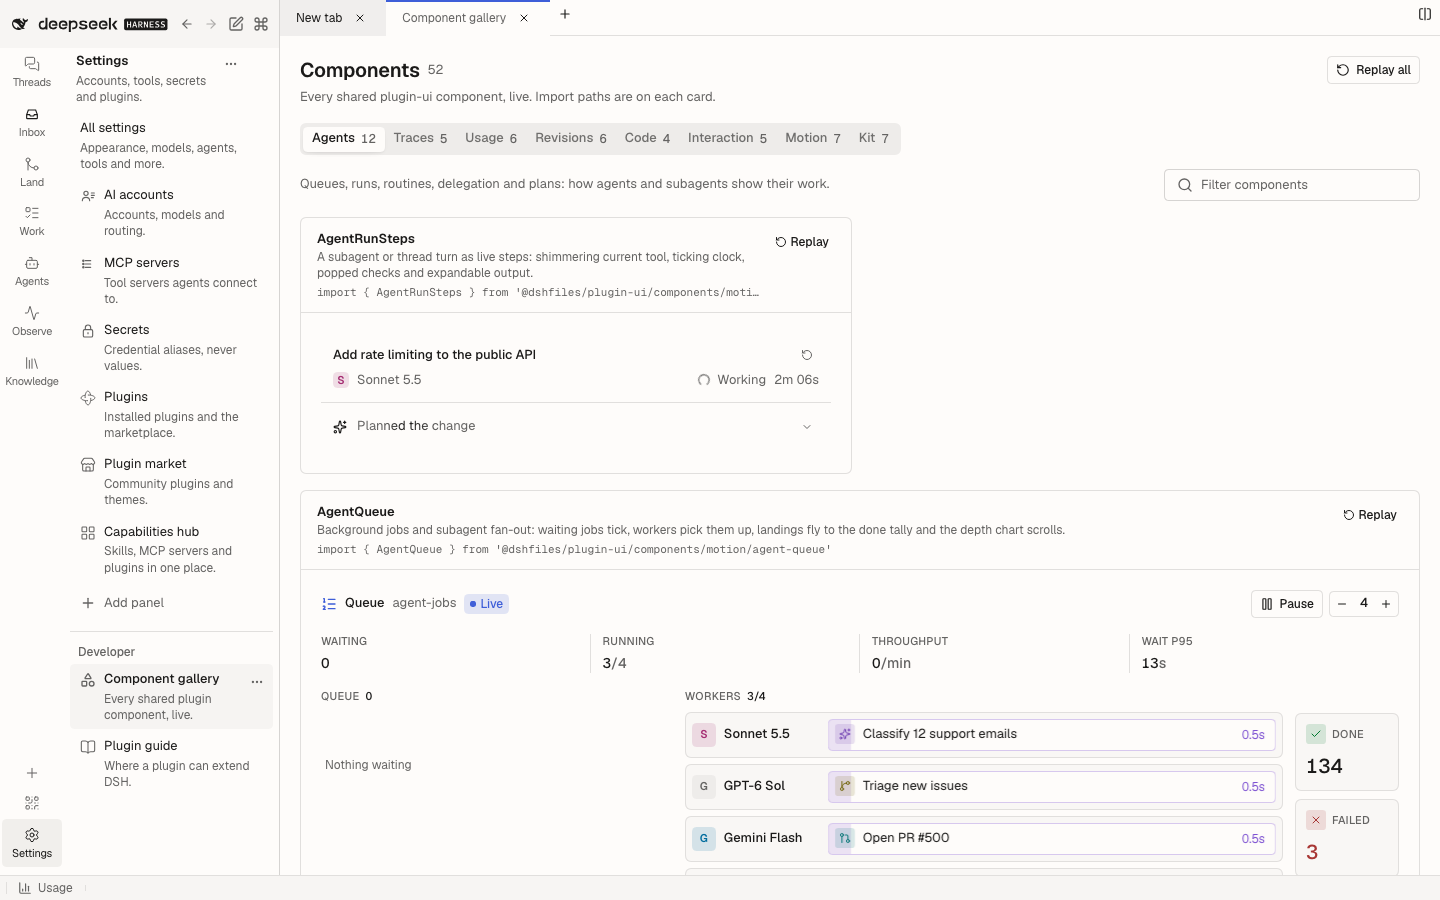 deepseek HARNESS
New tab
Component gallery
Threads
Inbox
Land
Work
Agents
Observe
Knowledge
Settings
Settings
Accounts, tools, secrets
and plugins.
All settings
Appearance, models, agents,
tools and more.
AI accounts
Accounts, models and
routing.
MCP servers
Tool servers agents connect
to.
Secrets
Credential aliases, never
values.
Plugins
Installed plugins and the
marketplace.
Plugin market
Community plugins and
themes.
Capabilities hub
Skills, MCP servers and
plugins in one place.
Add panel
Developer
Component gallery
Every shared plugin
component, live.
Plugin guide
Where a plugin can extend
DSH.
Components 52
Replay all
Every shared plugin-ui component, live. Import paths are on each card.
Agents 12 Traces 5 Usage 6 Revisions 6 Code 4 Interaction 5 Motion 7 Kit 7
Queues, runs, routines, delegation and plans: how agents and subagents show their work.
Filter components
AgentRunSteps
Replay
A subagent or thread turn as live steps: shimmering current tool, ticking clock,
popped checks and expandable output.
import { AgentRunSteps } from '@dshfiles/plugin-ui/components/moti…
Add rate limiting to the public API
S Sonnet 5.5 Working 2m 06s
Planned the change
AgentQueue
Replay
Background jobs and subagent fan-out: waiting jobs tick, workers pick them up, landings fly to the done tally and the depth chart scrolls.
import { AgentQueue } from '@dshfiles/plugin-ui/components/motion/agent-queue'
Queue agent-jobs Live
Pause
4
WAITING
0
RUNNING
3/4
THROUGHPUT
0/min
WAIT P95
13s
QUEUE 0
Nothing waiting
WORKERS 3/4
S Sonnet 5.5 Classify 12 support emails 0.5s
G GPT-6 Sol Triage new issues 0.5s
G Gemini Flash Open PR #500 0.5s
DONE
134
FAILED
3
Usage